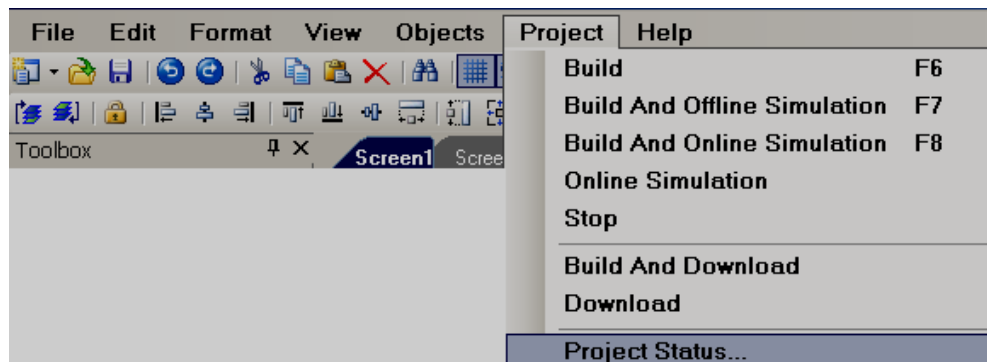 File Edit Format View Objects Project Help
Build F6
Build And Offline Simulation F7
Build And Online Simulation F8
Online Simulation
Stop
Build And Download
Download
Project Status...
Toolbox
Screen1 Scree